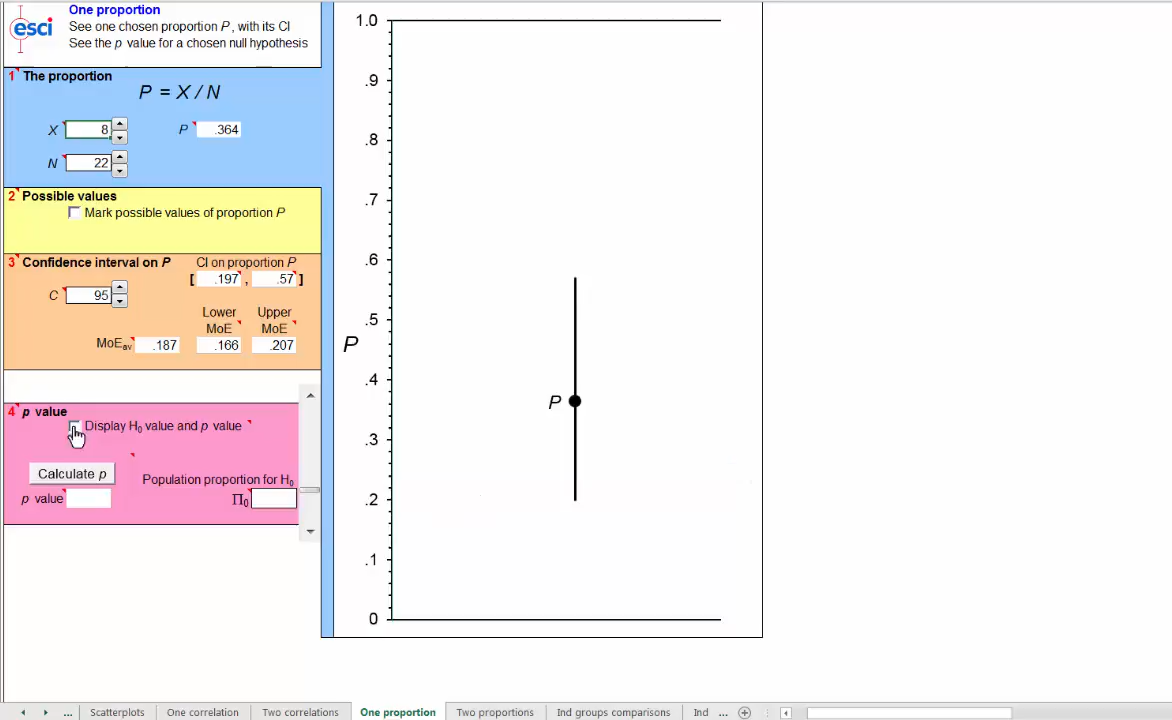 One proportion
esci
See one chosen proportion P, with its CI
See the p value for a chosen null hypothesis
1 The proportion
P = X / N
X 8 P .364
N 22
2 Possible values
Mark possible values of proportion P
3 Confidence interval on P CI on proportion P
[ .197 , .57 ]
C 95
Lower Upper
MoE MoE
MoEav .187 .166 .207
4 p value
Display H0 value and p value
Calculate p
Population proportion for H0
p value Π0
1.0
.9
.8
.7
.6
.5
P
.4
P
.3
.2
.1
0
... Scatterplots One correlation Two correlations One proportion Two proportions Ind groups comparisons Ind ...